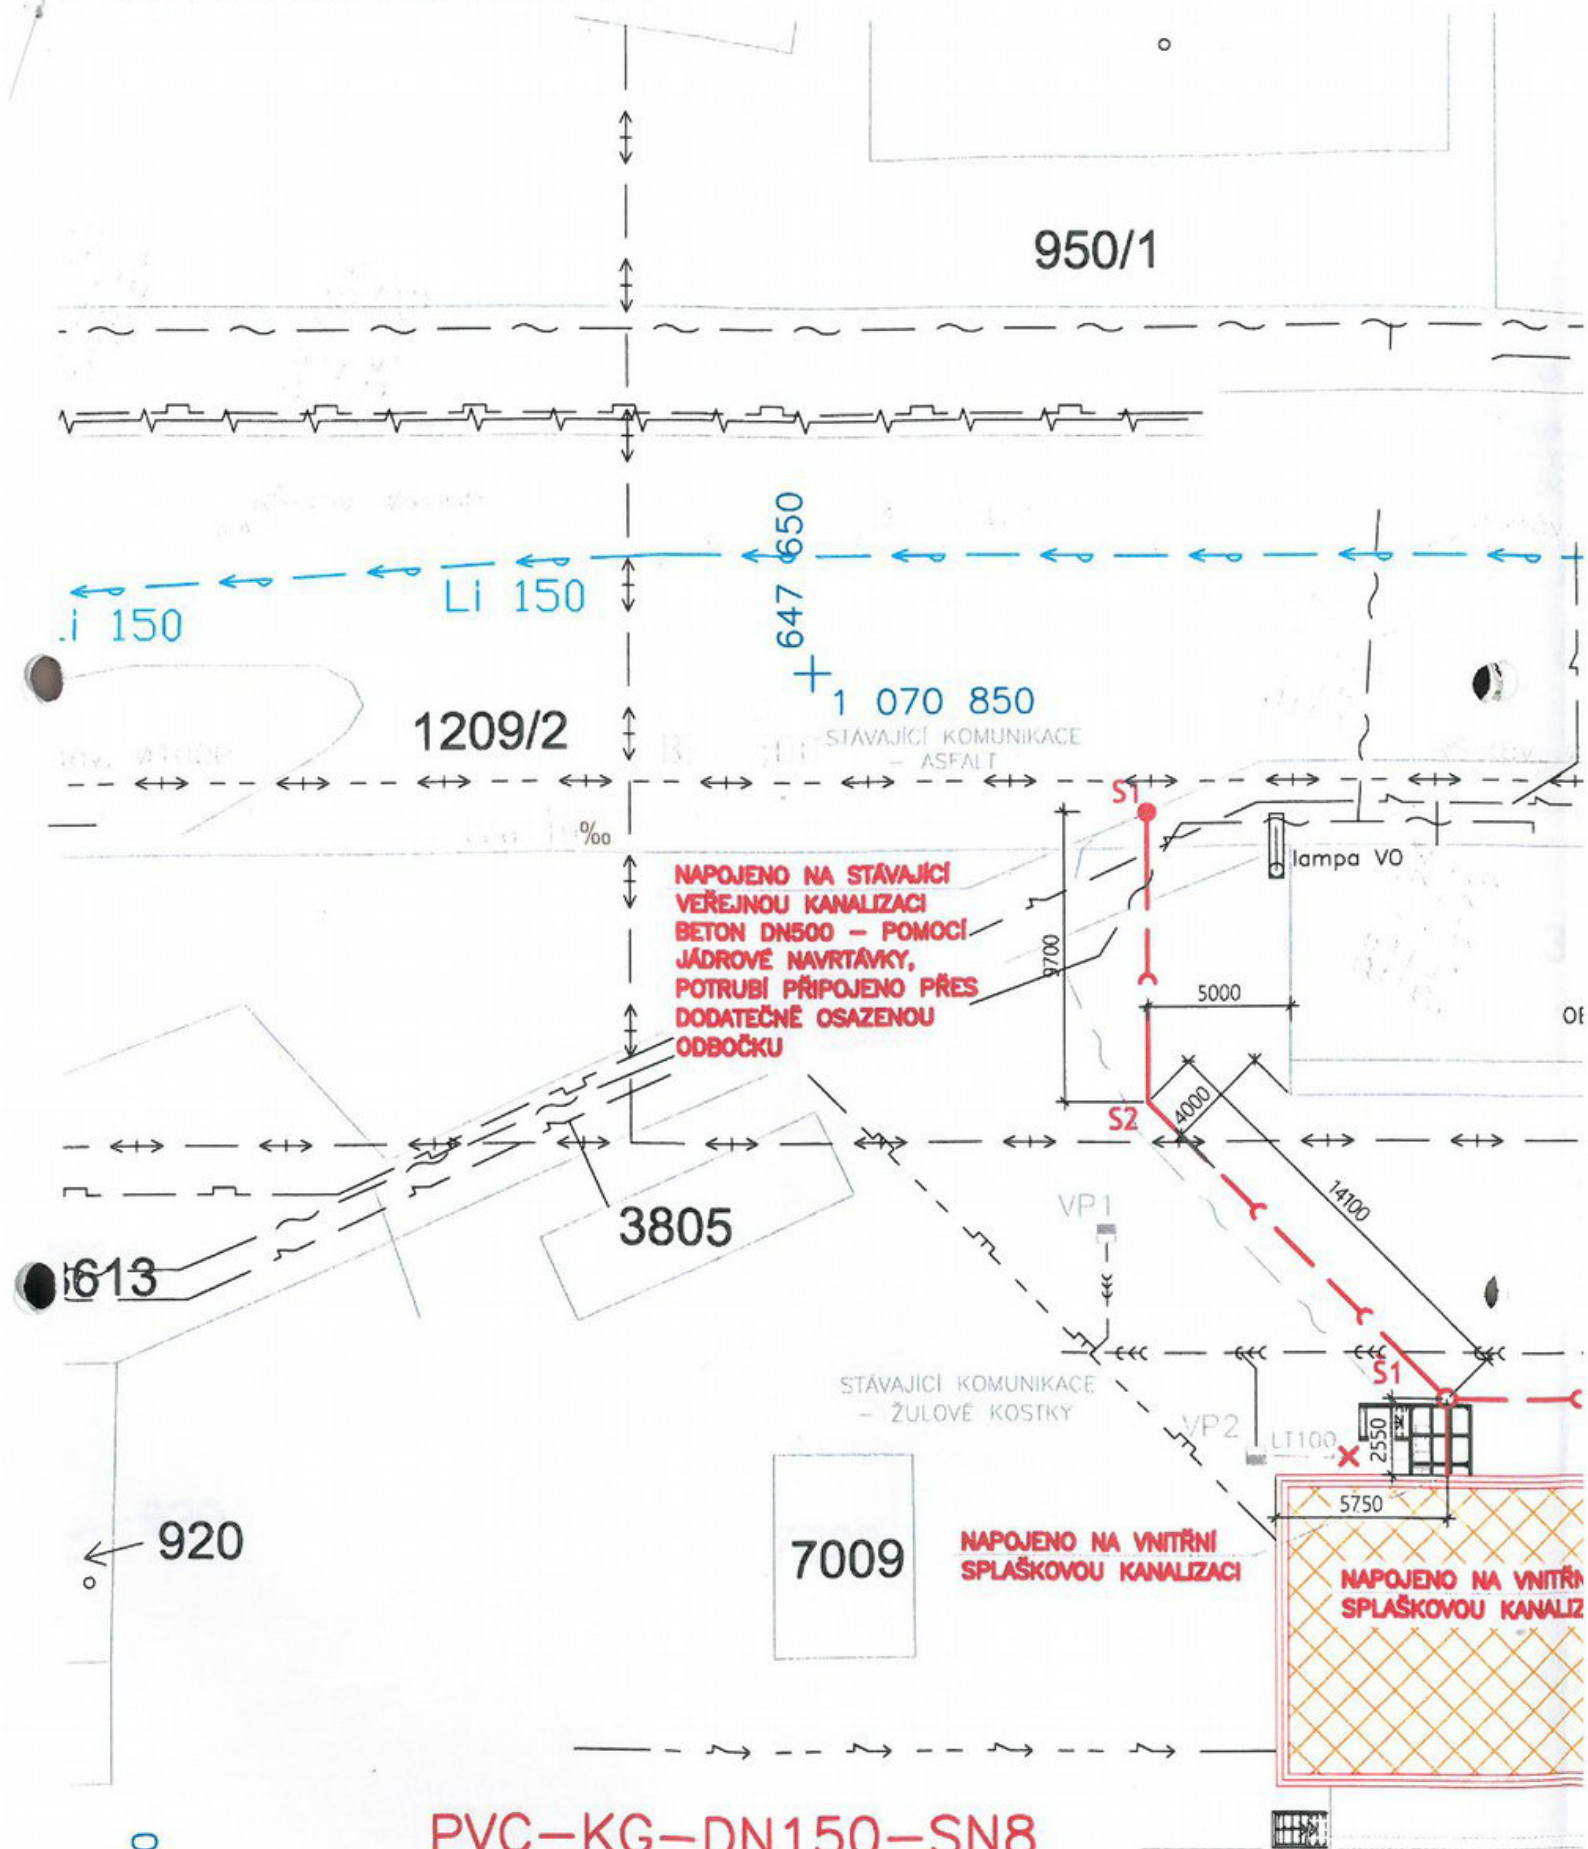 950/1
647 650
Li 150
.i 150
1 070 850
1209/2
STÁVAJÍCÍ KOMUNIKACE
– ASFALT
S1
‰
lampa VO
NAPOJENO NA STÁVAJÍCÍ
VEŘEJNOU KANALIZACI
BETON DN500 – POMOCÍ
JÁDROVÉ NAVRTÁVKY,
POTRUBÍ PŘIPOJENO PŘES
DODATEČNĚ OSAZENOU
ODBOČKU
9700
5000
OB
S2
4000
14100
VP1
3805
613
Š1
STÁVAJÍCÍ KOMUNIKACE
– ŽULOVÉ KOSTKY
VP2
LT100
2550
5750
920
7009
NAPOJENO NA VNITŘNÍ
SPLAŠKOVOU KANALIZACI
NAPOJENO NA VNITŘN
SPLAŠKOVOU KANALIZ
PVC–KG–DN150–SN8
0